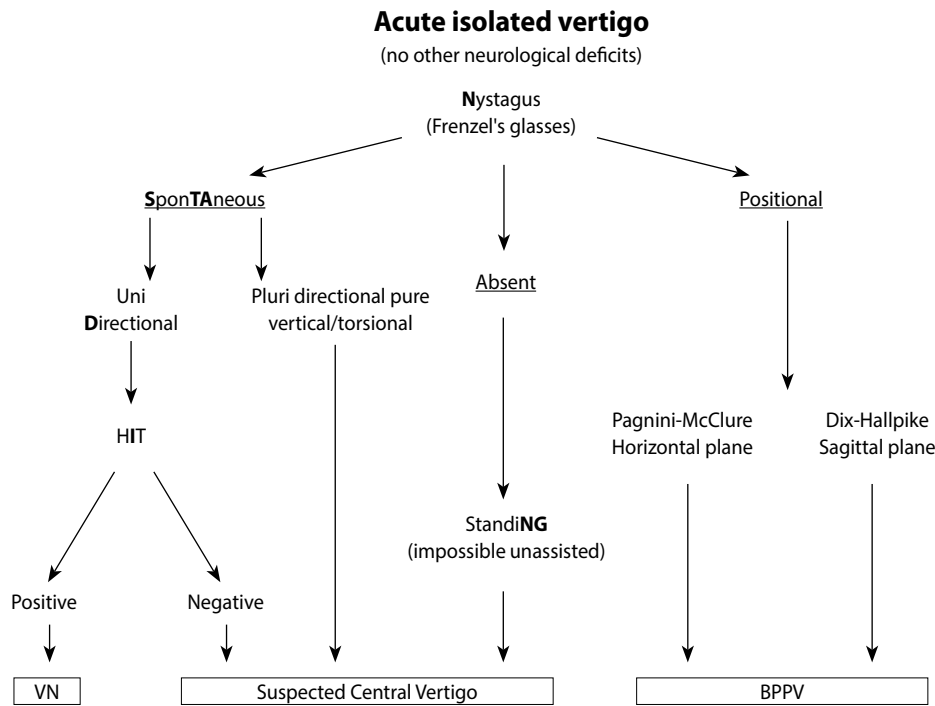 Acute isolated vertigo
(no other neurological deficits)
Nystagus
(Frenzel's glasses)
SponTAneous
Positional
Absent
Uni
Directional
Pluri directional pure
vertical/torsional
HIT
Pagnini-McClure
Horizontal plane
Dix-Hallpike
Sagittal plane
StandiNG
(impossible unassisted)
Positive
Negative
VN
Suspected Central Vertigo
BPPV